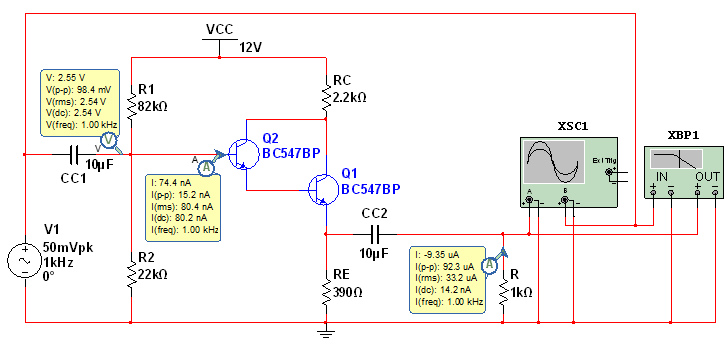 VCC
12V
V: 2.55 V
V(p-p): 98.4 mV
V(rms): 2.54 V
V(dc): 2.54 V
V(freq): 1.00 kHz
R1
82kΩ
RC
2.2kΩ
V
V
CC1
10µF
A
A
Q2
BC547BP
Q1
BC547BP
I: 74.4 nA
I(p-p): 15.2 nA
I(rms): 80.4 nA
I(dc): 80.2 nA
I(freq): 1.00 kHz
XSC1
Ext Trig
+
-
A
B
+
-
+
-
XBP1
IN
OUT
+
-
+
-
V1
50mVpk
1kHz
0°
+
-
R2
22kΩ
CC2
10µF
RE
390Ω
I: -9.35 uA
I(p-p): 92.3 uA
I(rms): 33.2 uA
I(dc): 14.2 nA
I(freq): 1.00 kHz
A
R
1kΩ